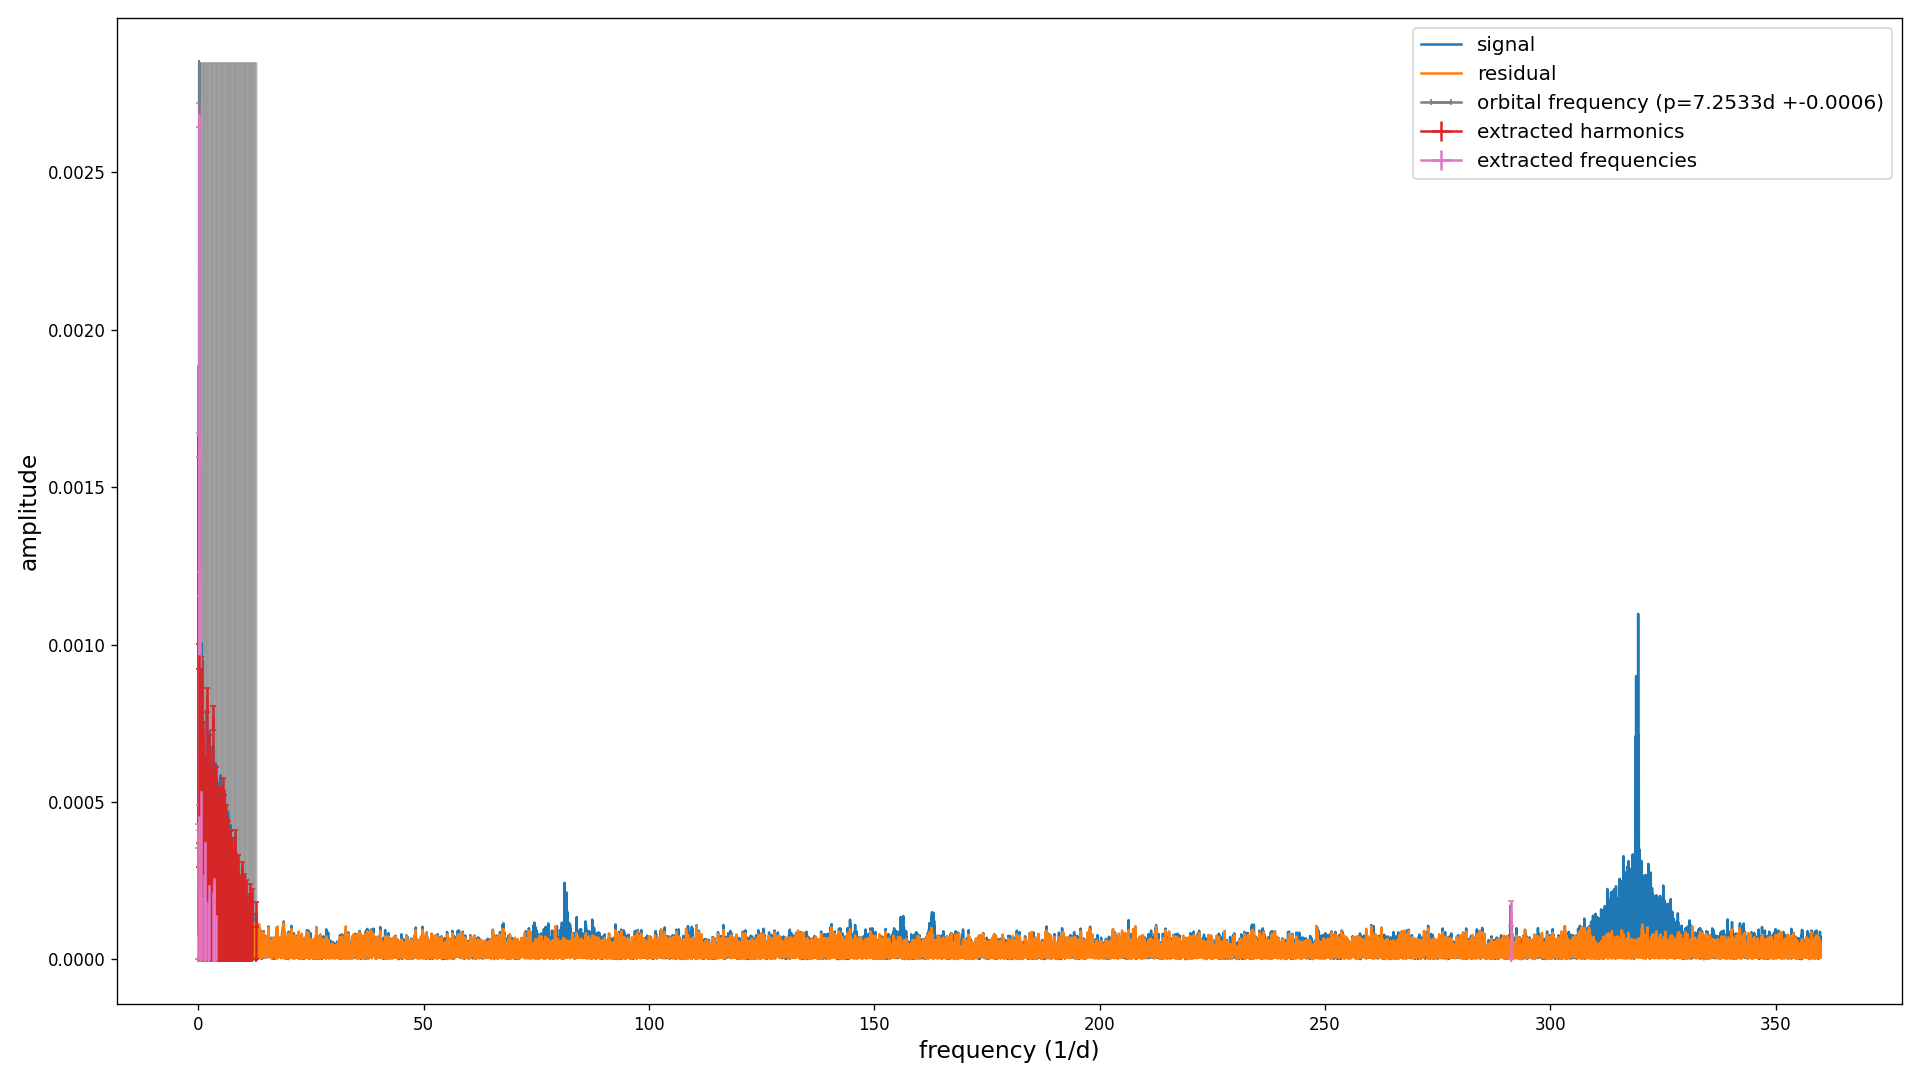 signal
residual
orbital frequency (p=7.2533d +-0.0006)
extracted harmonics
extracted frequencies
0.0025
0.0020
0.0015
0.0010
0.0005
0.0000
amplitude
0 50 100 150 200 250 300 350
frequency (1/d)